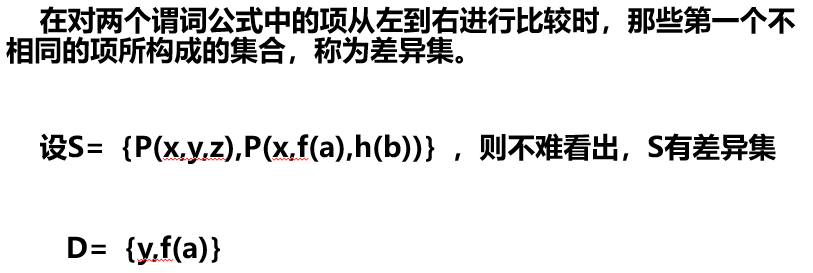 在对两个谓词公式中的项从左到右进行比较时，那些第一个不
相同的项所构成的集合，称为差异集。
设S=｛P(x,y,z),P(x,f(a),h(b))｝，则不难看出，S有差异集
D=｛y,f(a)｝